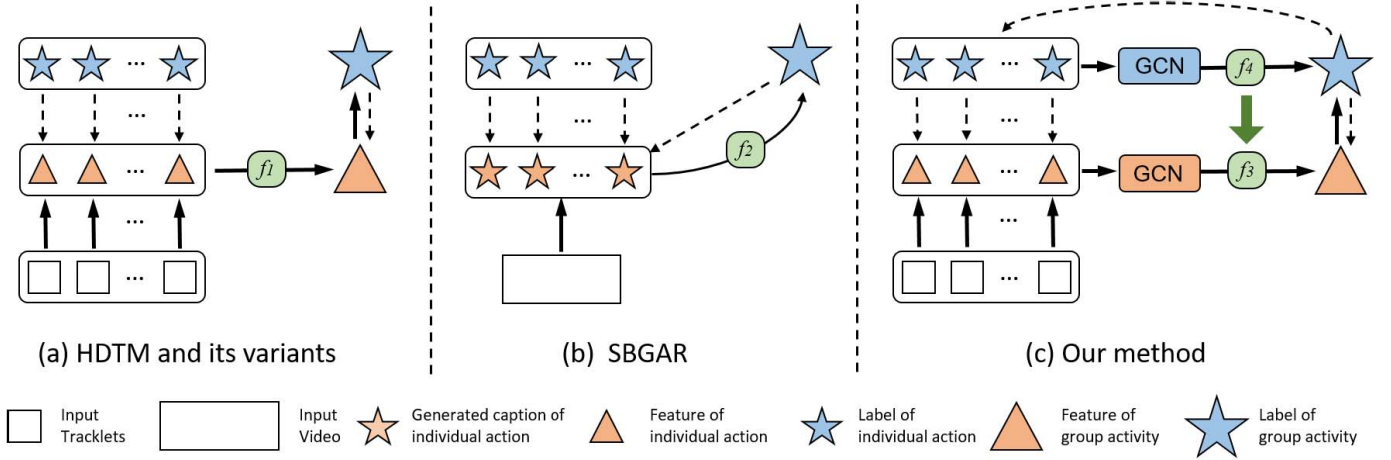 ...
...
f1
...
...
...
(a) HDTM and its variants
...
...
f2
...
(b) SBGAR
...
GCN
f4
...
...
GCN
f3
...
...
(c) Our method
Input
Tracklets
Input
Video
Generated caption of
individual action
Feature of
individual action
Label of
individual action
Feature of
group activity
Label of
group activity